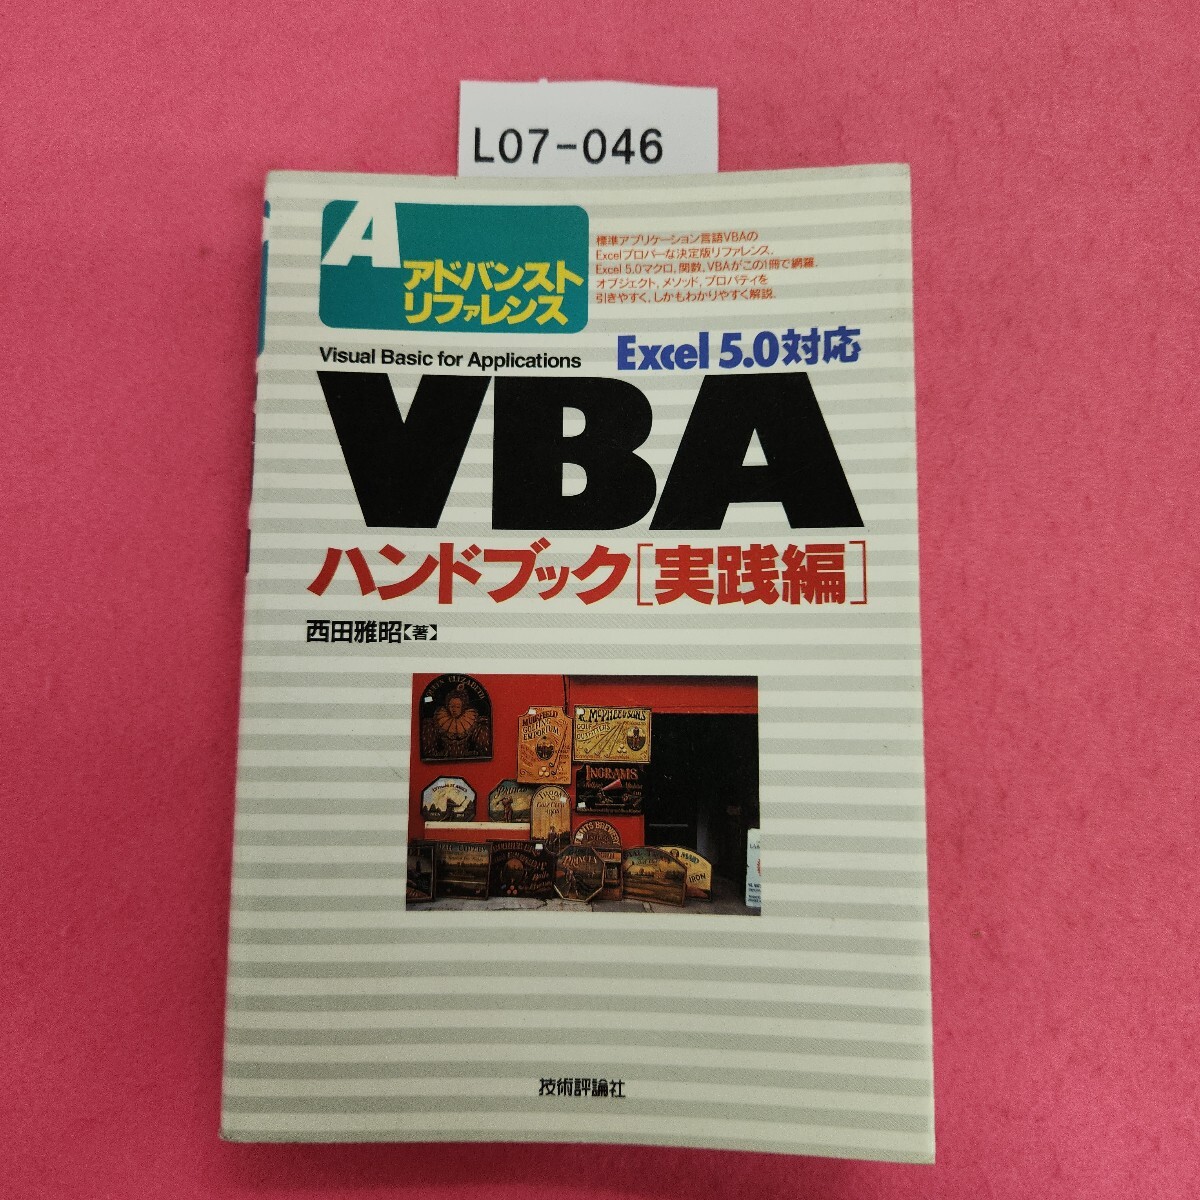 L07-046
A
アドバンスト
リファレンス
標準アプリケーション言語VBAの
Excelプロパーな決定版リファレンス。
Excel 5.0マクロ、関数、VBAがこの1冊で網羅。
オブジェクト、メソッド、プロパティを
引きやすく、しかもわかりやすく解説。
Excel 5.0対応
Visual Basic for Applications
VBA
ハンドブック[実践編]
西田雅昭【著】
MUIRFIELD
GOLFING
EMPORIUM
McPHEE&SONS
INGRAMS
技術評論社